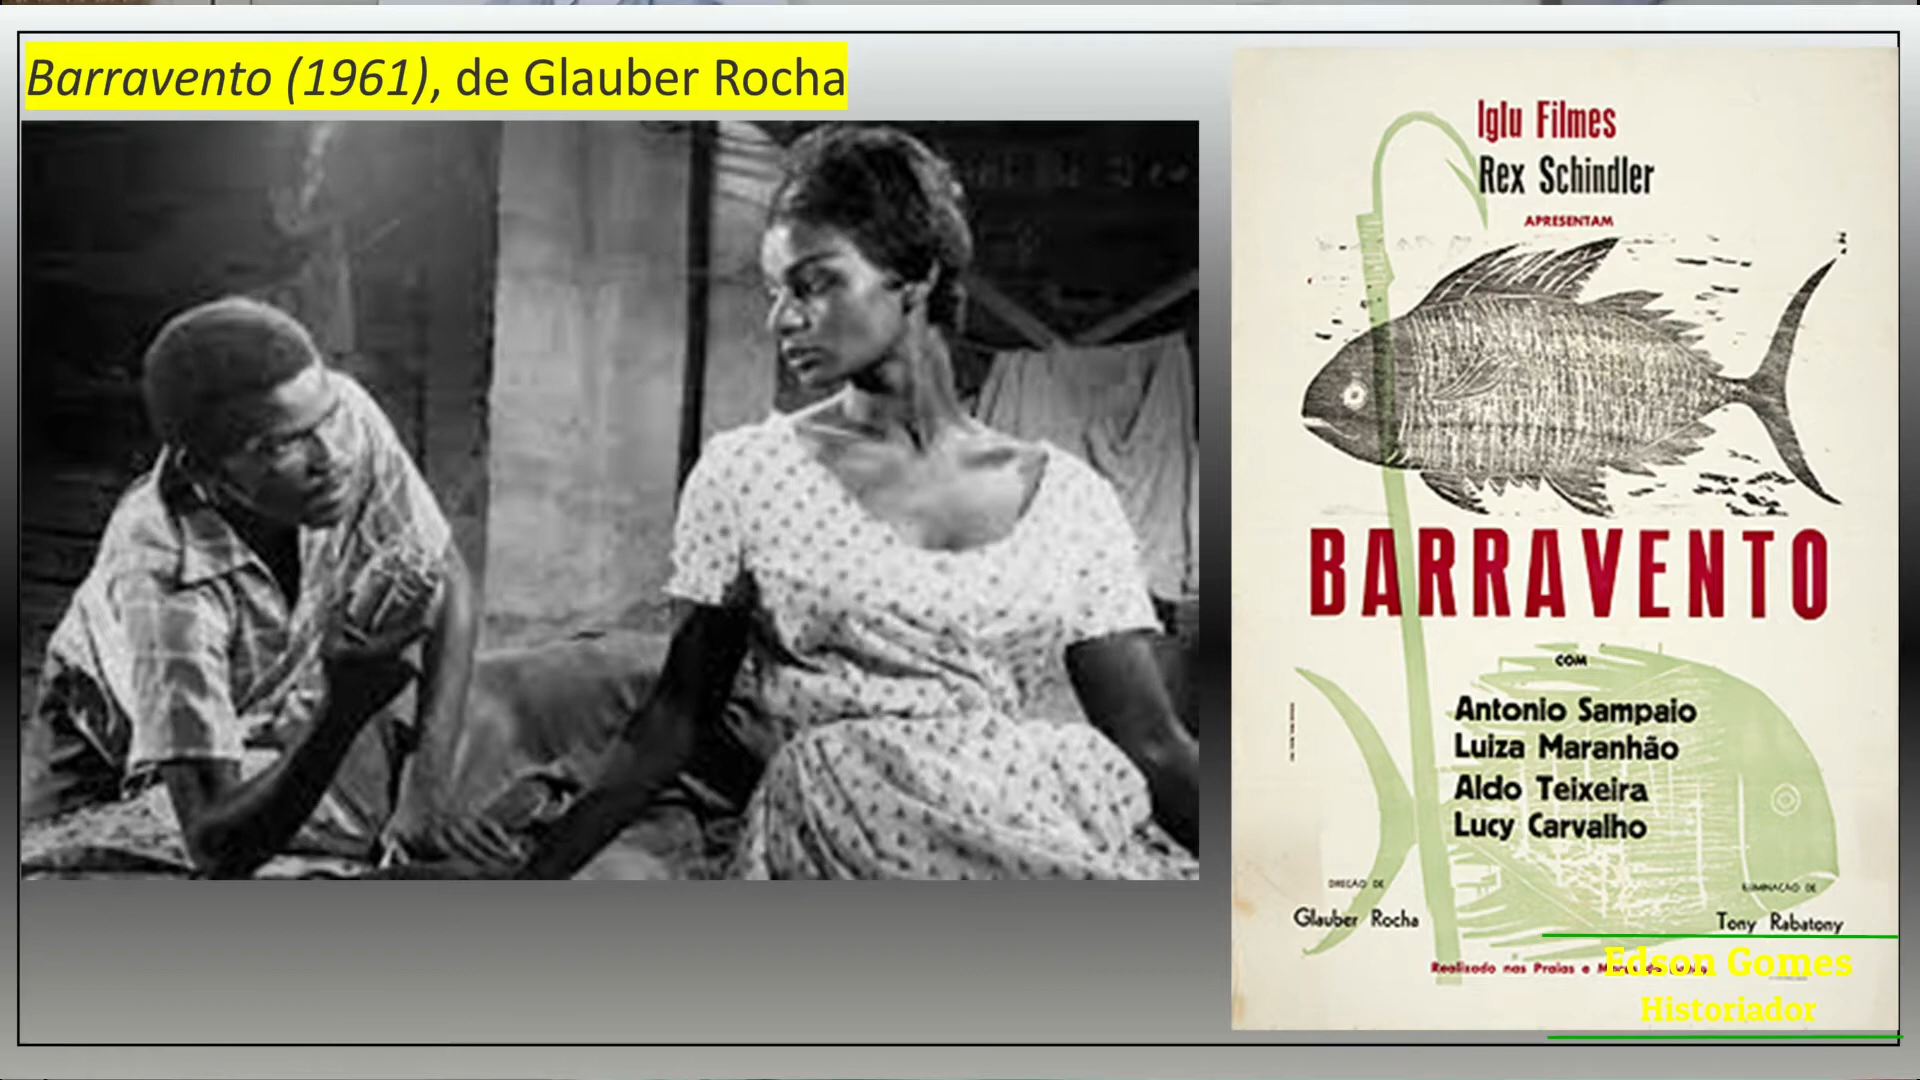 Barravento (1961), de Glauber Rocha
Iglu Filmes
Rex Schindler
APRESENTAM
BARRAVENTO
COM
Antonio Sampaio
Luiza Maranhão
Aldo Teixeira
Lucy Carvalho
DIREÇÃO DE
Glauber Rocha
ILUMINAÇÃO DE
Tony Rabatony
Realizado nas Praias e
Edson Gomes
Historiador